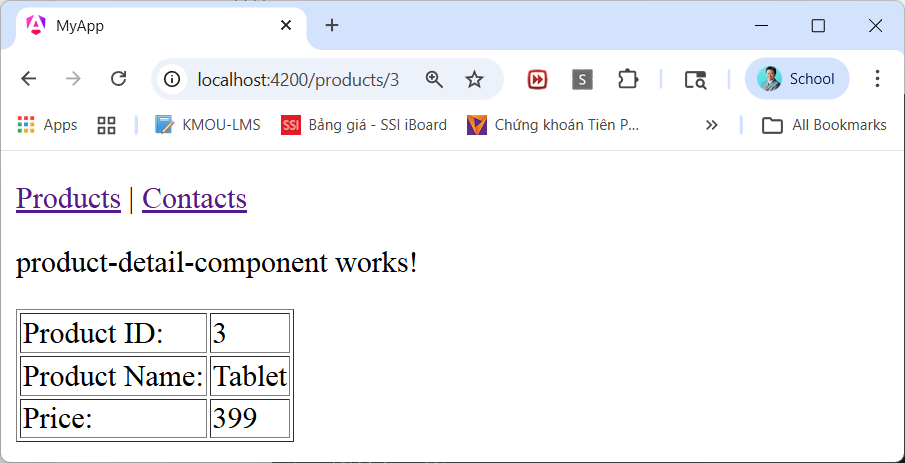 MyApp
localhost:4200/products/3
S
School
Apps
KMOU-LMS
SSI
Bảng giá - SSI iBoard
Chứng khoán Tiên P...
All Bookmarks
Products | Contacts
product-detail-component works!
Product ID: 3
Product Name: Tablet
Price: 399